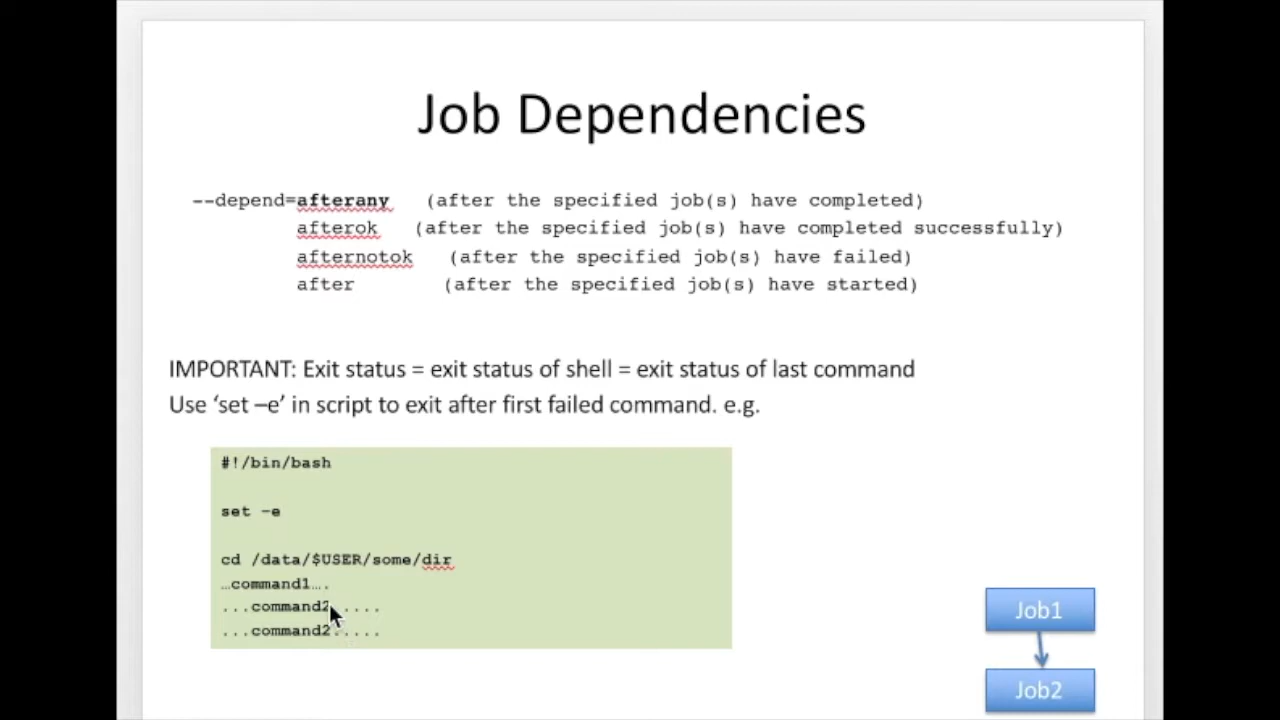 Job Dependencies
--depend=afterany (after the specified job(s) have completed)
afterok (after the specified job(s) have completed successfully)
afternotok (after the specified job(s) have failed)
after (after the specified job(s) have started)
IMPORTANT: Exit status = exit status of shell = exit status of last command
Use ‘set –e’ in script to exit after first failed command. e.g.
#!/bin/bash
set –e
cd /data/$USER/some/dir
…command1….
...command2.....
...command2.....
Job1
Job2